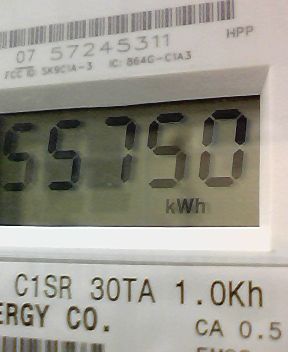 07 57245311
HPP
FCC ID: SK9C1A-3 IC: 864G-C1A3
55750
kWh
C1SR 30TA 1.0Kh
ERGY CO.
CA 0.5